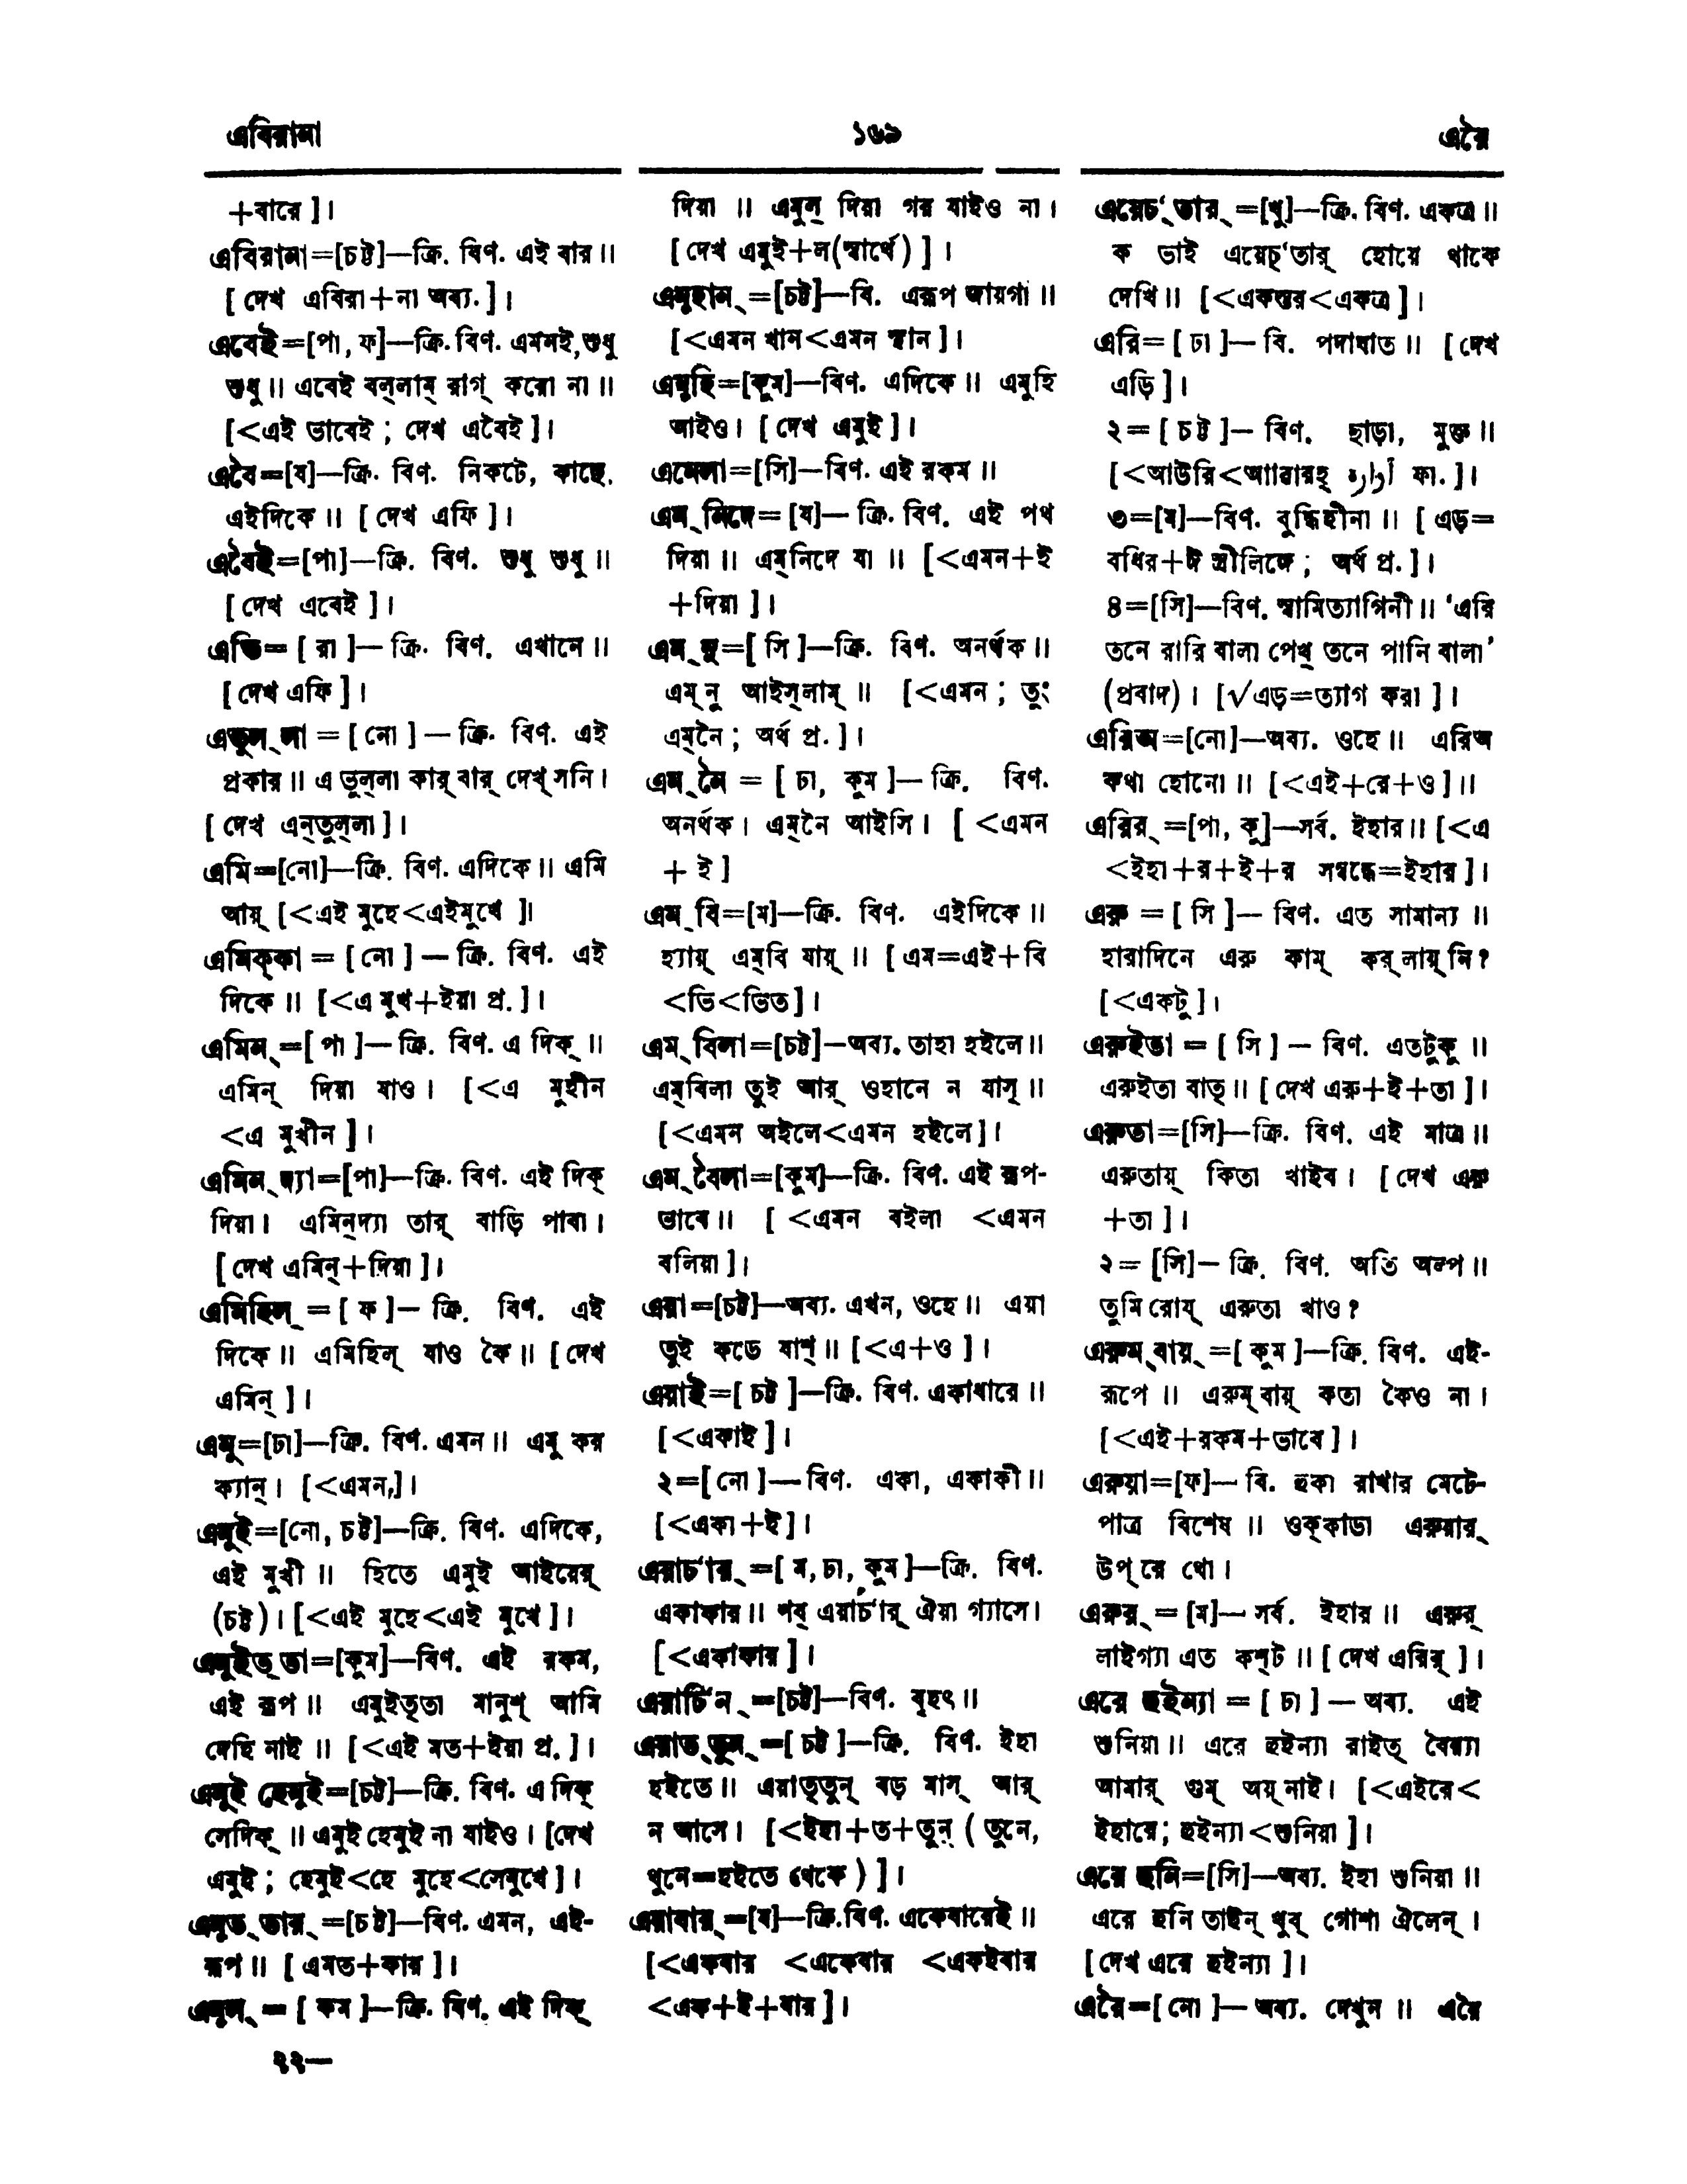 এবিরানা ১৬৯ এরৈ
+বারে]।
এবিরানা=[চট্ট]—ক্রি. বিণ. এই বার॥
[দেখ এবিরা+না অব্য.]।
এবেই=[পা, ফ]—ক্রি. বিণ. এমনই, শুধু
শুধু॥ এবেই বল্‌লাম্ রাগ্ করো না॥
[<এই ভাবেই; দেখ এবৈই]।
এবৈ=[য]—ক্রি. বিণ. নিকটে, কাছে,
এইদিকে॥ [দেখ এফি]।
এবৈই=[পা]—ক্রি. বিণ. শুধু শুধু॥
[দেখ এবেই]।
এভি=[রা]—ক্রি. বিণ. এখানে॥
[দেখ এফি]।
এভুল্‌লা=[নো]—ক্রি. বিণ. এই
প্রকার॥ এ ভুল্‌লা কার্‌বার্ দেখ্‌সনি।
[দেখ এন্‌তুল্‌লা]।
এমি=[নো]—ক্রি. বিণ. এদিকে॥ এমি
আয়্ [<এই মুহে<এইমুখে]।
এমিক্‌কা=[নো]—ক্রি. বিণ. এই
দিকে॥ [<এ মুখ+ইয়া প্র.]।
এমিন্=[পা]—ক্রি. বিণ. এ দিক্॥
এমিন্ দিয়া যাও। [<এ মুহীন
<এ মুখীন]।
এমিন্‌দ্যা=[পা]—ক্রি. বিণ. এই দিক্
দিয়া। এমিন্‌দ্যা তার্ বাড়ি পাবা।
[দেখ এমিন্+দিয়া]।
এমিহিল্=[ফ]—ক্রি. বিণ. এই
দিকে॥ এমিহিল্ যাও কৈ॥ [দেখ
এমিন্]।
এমু=[ঢা]—ক্রি. বিণ. এমন॥ এমু কর
ক্যান্। [<এমন,]।
এমুই=[নো, চট্ট]—ক্রি. বিণ. এদিকে,
এই মুখী॥ হিতে এমুই আইয়ের্
(চট্ট)। [<এই মুহে<এই মুখে]।
এমুইত্‌তা=[কুম]—বিণ. এই রকম,
এই রূপ॥ এমুইত্‌তা মানুশ্ আমি
দেহি নাই॥ [<এই মত+ইয়া প্র.]।
এমুই হেমুই=[চট্ট]—ক্রি. বিণ. এ দিক্
সেদিক্॥ এমুই হেমুই না যাইও। [দেখ
এমুই; হেমুই<হে মুহে<সেমুখে]।
এমুত্‌তার্=[চট্ট]—বিণ. এমন, এই-
রূপ॥ [এমত+কার]।
এমুন্=[কম]—ক্রি. বিণ. এই দিক্
২২—
দিয়া॥ এমুন্ দিয়া গর যাইও না।
[দেখ এমুই+ল(স্বার্থে)]।
এমুহান্=[চট্ট]—বি. এরূপ জায়গা॥
[<এমন খান<এমন স্থান]।
এমুহি=[কুম]—বিণ. এদিকে॥ এমুহি
আইও। [দেখ এমুই]।
এমেলা=[সি]—বিণ. এই রকম॥
এম্‌নিদে=[য]—ক্রি. বিণ. এই পথ
দিয়া॥ এম্‌নিদে যা॥ [<এমন+ই
+দিয়া]।
এম্‌নু=[সি]—ক্রি. বিণ. অনর্থক॥
এম্‌নু আইস্‌লাম্॥ [<এমন; তুং
এম্‌নৈ; অর্থ প্র.]।
এম্‌নৈ=[ঢা, কুম]—ক্রি. বিণ.
অনর্থক। এম্‌নৈ আইসি। [<এমন
+ই]
এম্‌বি=[ম]—ক্রি. বিণ. এইদিকে॥
হ্যায়্ এম্‌বি যায়্॥ [এম=এই+বি
<ভি<ভিত]।
এম্‌বিলা=[চট্ট]—অব্য. তাহা হইলে॥
এম্‌বিলা তুই আর্ ওহানে ন যাস্॥
[<এমন অইলে<এমন হইলে]।
এম্‌বৈলা=[কুম]—ক্রি. বিণ. এই রূপ-
ভাবে॥ [<এমন বইলা <এমন
বলিয়া]।
এয়া=[চট্ট]—অব্য. এখন, ওহে॥ এয়া
তুই কডে যাশ্॥ [<এ+ও]।
এয়াই=[চট্ট]—ক্রি. বিণ. একাধারে॥
[<একাই]।
২=[নো]—বিণ. একা, একাকী॥
[<একা+ই]।
এয়াচ'ার্=[ম, ঢা, কুম]—ক্রি. বিণ.
একাকার॥ শব্ এয়াচ'ার্ ঐয়া গ্যাসে।
[<একাকার]।
এয়াচি'ন্=[চট্ট]—বিণ. বৃহৎ॥
এয়াত্‌তুন্=[চট্ট]—ক্রি. বিণ. ইহা
হইতে॥ এয়াত্‌তুন্ বড় মাস্ আর্
ন আসে। [<ইহা+ত+তুন্ (তুনে,
থুনে=হইতে থেকে)]।
এয়াবার্=[য]—ক্রি.বিণ. একেবারেই॥
[<একবার <একেবার <একইবার
<এক+ই+বার]।
এয়েচ্'তার্=[খু]—ক্রি. বিণ. একত্র॥
ক ভাই এয়েচ্'তার্ হোয়ে থাকে
দেখি॥ [<একত্তর<একত্র]।
এরি=[ঢা]—বি. পদাঘাত॥ [দেখ
এড়ি]।
২=[চট্ট]—বিণ. ছাড়া, মুক্ত॥
[<আউরি<আৱারহ্ آواره ফা.]।
৩=[ম]—বিণ. বুদ্ধিহীনা॥ [এড়=
বধির+ঈ স্ত্রীলিঙ্গে; অর্থ প্র.]।
৪=[সি]—বিণ. স্বামিত্যাগিনী॥ 'এরি
তনে রারি বালা পেখ্ তনে পানি বালা'
(প্রবাদ)। [√এড়=ত্যাগ করা]।
এরিঅ=[নো]—অব্য. ওহে॥ এরিঅ
কথা হোনো॥ [<এই+রে+ও]॥
এরির্=[পা, কু]—সর্ব. ইহার॥ [<এ
<ইহা+র+ই+র সম্বন্ধে=ইহার]।
এরু=[সি]—বিণ. এত সামান্য॥
হারাদিনে এরু কাম্ কর্‌লায়্‌নি?
[<একটু]।
এরুইতা=[সি]—বিণ. এতটুকু॥
এরুইতা বাত্॥ [দেখ এরু+ই+তা]।
এরুতা=[সি]—ক্রি. বিণ. এই মাত্র॥
এরুতায়্ কিতা খাইব। [দেখ এরু
+তা]।
২=[সি]—ক্রি. বিণ. অতি অল্প॥
তুমি রোয্ এরুতা খাও?
এরুম্‌বায়্=[কুম]—ক্রি. বিণ. এই-
রূপে॥ এরুম্‌বায়্ কতা কৈও না।
[<এই+রকম+ভাবে]।
এরুয়া=[ফ]—বি. হুকা রাখার মেটে-
পাত্র বিশেষ॥ ওক্‌কাডা এরুয়ার্
উপ্‌রে থো।
এরুর্=[ম]—সর্ব. ইহার॥ এরুর্
লাইগ্যা এত কশ্‌ট॥ [দেখ এরির্]।
এরে হুইন্যা=[ঢা]—অব্য. এই
শুনিয়া॥ এরে হুইন্যা রাইত্ বৈর‍্যা
আমার্ গুম্ অয়্ নাই। [<এইরে<
ইহারে; হুইন্যা<শুনিয়া]।
এরে হুনি=[সি]—অব্য. ইহা শুনিয়া॥
এরে হুনি তাইন্ খুব্ গোশা ঐলেন্।
[দেখ এরে হুইন্যা]।
এরৈ=[নো]—অব্য. দেখুন॥ এরৈ